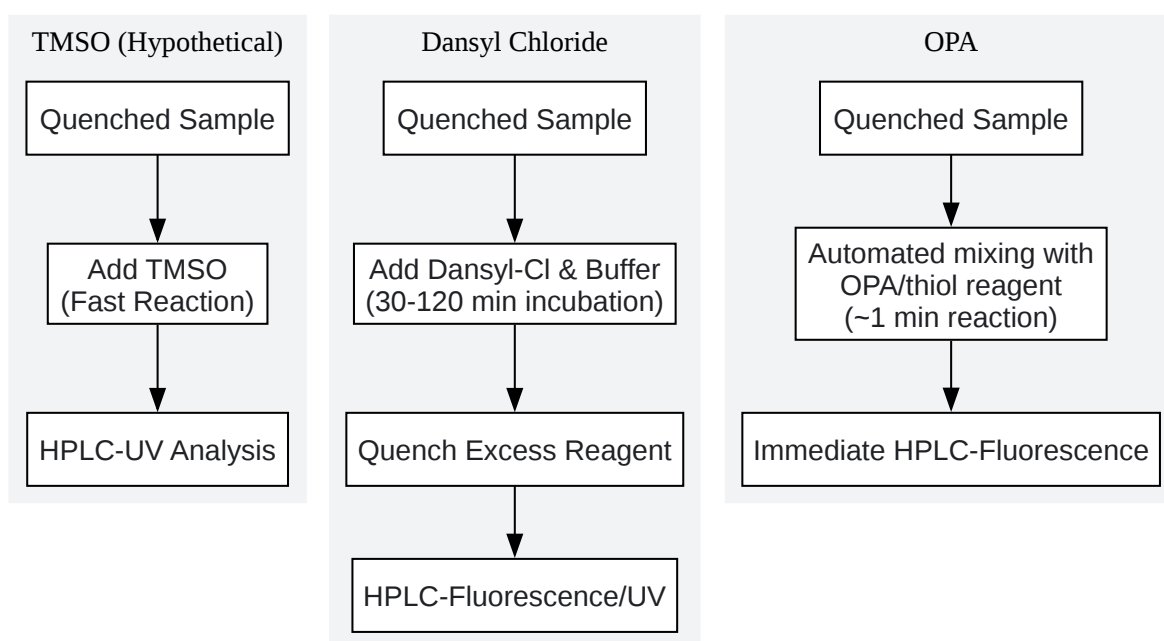 TMSO (Hypothetical)
Quenched Sample
Add TMSO
(Fast Reaction)
HPLC-UV Analysis
Dansyl Chloride
Quenched Sample
Add Dansyl-Cl & Buffer
(30-120 min incubation)
Quench Excess Reagent
HPLC-Fluorescence/UV
OPA
Quenched Sample
Automated mixing with
OPA/thiol reagent
(~1 min reaction)
Immediate HPLC-Fluorescence